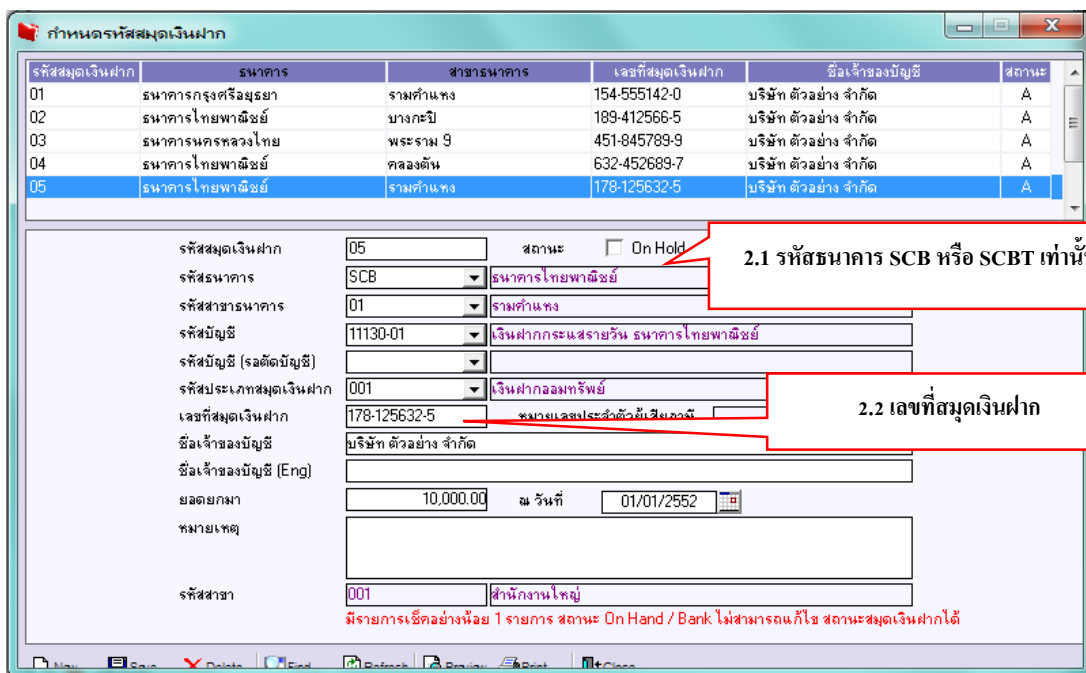 กำหนดรหัสสมุดเงินฝาก
รหัสสมุดเงินฝาก ธนาคาร สาขาธนาคาร เลขที่สมุดเงินฝาก ชื่อเจ้าของบัญชี สถานะ
01 ธนาคารกรุงศรีอยุธยา รามคำแหง 154-555142-0 บริษัท ตัวอย่าง จำกัด A
02 ธนาคารไทยพาณิชย์ บางกะปิ 189-412566-5 บริษัท ตัวอย่าง จำกัด A
03 ธนาคารนครหลวงไทย พระราม 9 451-845789-9 บริษัท ตัวอย่าง จำกัด A
04 ธนาคารไทยพาณิชย์ คลองตัน 632-452689-7 บริษัท ตัวอย่าง จำกัด A
05 ธนาคารไทยพาณิชย์ รามคำแหง 178-125632-5 บริษัท ตัวอย่าง จำกัด A
รหัสสมุดเงินฝาก 05 สถานะ On Hold
2.1 รหัสธนาคาร SCB หรือ SCBT เท่านั้น
รหัสธนาคาร SCB ธนาคารไทยพาณิชย์
รหัสสาขาธนาคาร 01 รามคำแหง
รหัสบัญชี 11130-01 เงินฝากกระแสรายวัน ธนาคารไทยพาณิชย์
รหัสบัญชี (รอตัดบัญชี)
รหัสประเภทสมุดเงินฝาก 001 เงินฝากออมทรัพย์
2.2 เลขที่สมุดเงินฝาก
เลขที่สมุดเงินฝาก 178-125632-5 หมายเลขประจำตัวผู้เสียภาษี
ชื่อเจ้าของบัญชี บริษัท ตัวอย่าง จำกัด
ชื่อเจ้าของบัญชี (Eng)
ยอดยกมา 10,000.00 ณ วันที่ 01/01/2552
หมายเหตุ
รหัสสาขา 001 สำนักงานใหญ่
มีรายการเช็คอย่างน้อย 1 รายการ สถานะ On Hand / Bank ไม่สามารถแก้ไข สถานะสมุดเงินฝากได้
New Save Delete Find Refresh Preview Print Close